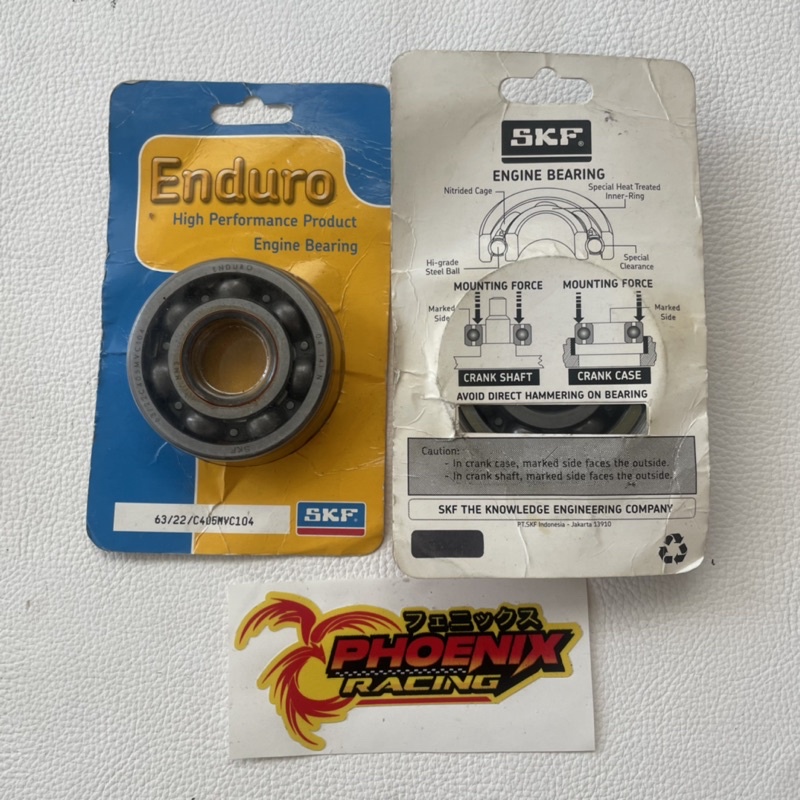 Enduro
High Performance Product
Engine Bearing
ENDURO
SKF
63/22/C4U5MVC104
SKF
SKF
ENGINE BEARING
Nitrided Cage
Special Heat Treated
Inner-Ring
Hi-grade
Steel Ball
Special
Clearance
MOUNTING FORCE
MOUNTING FORCE
Marked
Side
Marked
Side
CRANK SHAFT
CRANK CASE
AVOID DIRECT HAMMERING ON BEARING
Caution:
- In crank case, marked side faces the outside.
- In crank shaft, marked side faces the outside.
SKF THE KNOWLEDGE ENGINEERING COMPANY
PT.SKF Indonesia - Jakarta 13910
フェニックス
PHOENIX
RACING